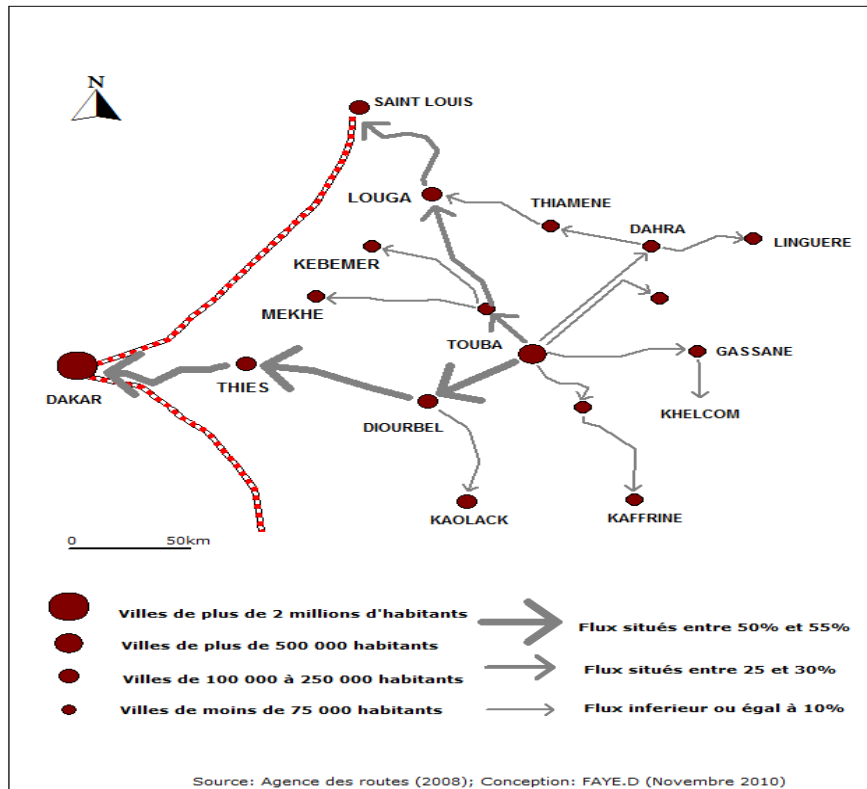 N
SAINT LOUIS
LOUGA
THIAMENE
DAHRA
LINGUERE
KEBEMER
MEKHE
TOUBA
GASSANE
DAKAR
THIES
DIOURBEL
KHELCOM
KAOLACK
KAFFRINE
0 50km
Villes de plus de 2 millions d'habitants
Flux situés entre 50% et 55%
Villes de plus de 500 000 habitants
Flux situés entre 25 et 30%
Villes de 100 000 à 250 000 habitants
Villes de moins de 75 000 habitants
Flux inferieur ou égal à 10%
Source: Agence des routes (2008); Conception: FAYE.D (Novembre 2010)